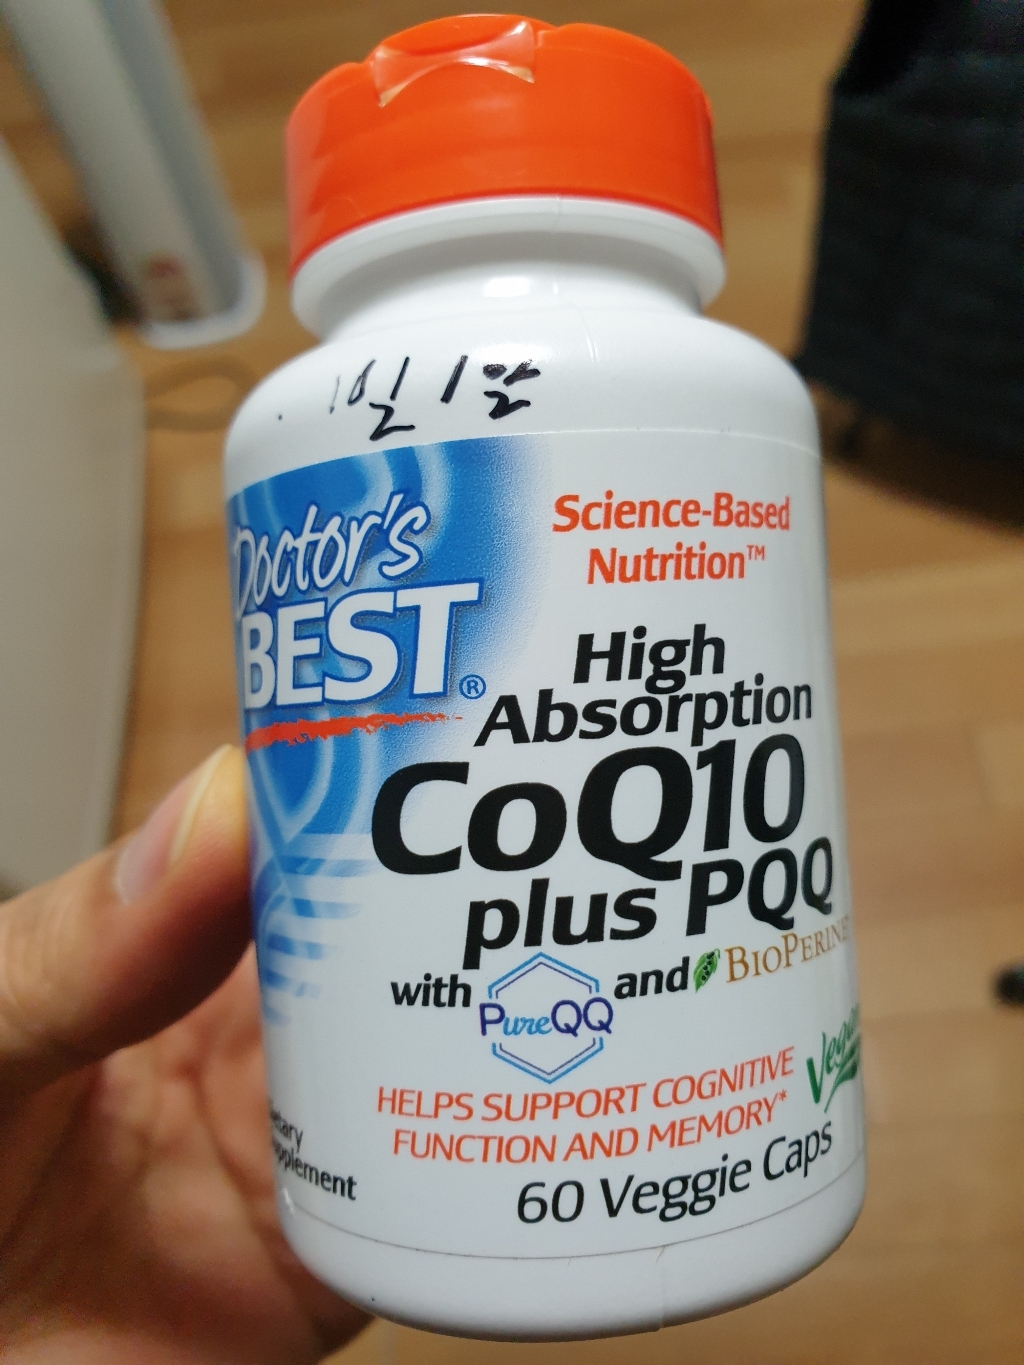 1일 1알
Doctor's
BEST®
Science-Based
Nutrition™
High
Absorption
CoQ10
plus PQQ
with PureQQ and BIOPERINE
HELPS SUPPORT COGNITIVE
FUNCTION AND MEMORY*
Vegan
60 Veggie Caps